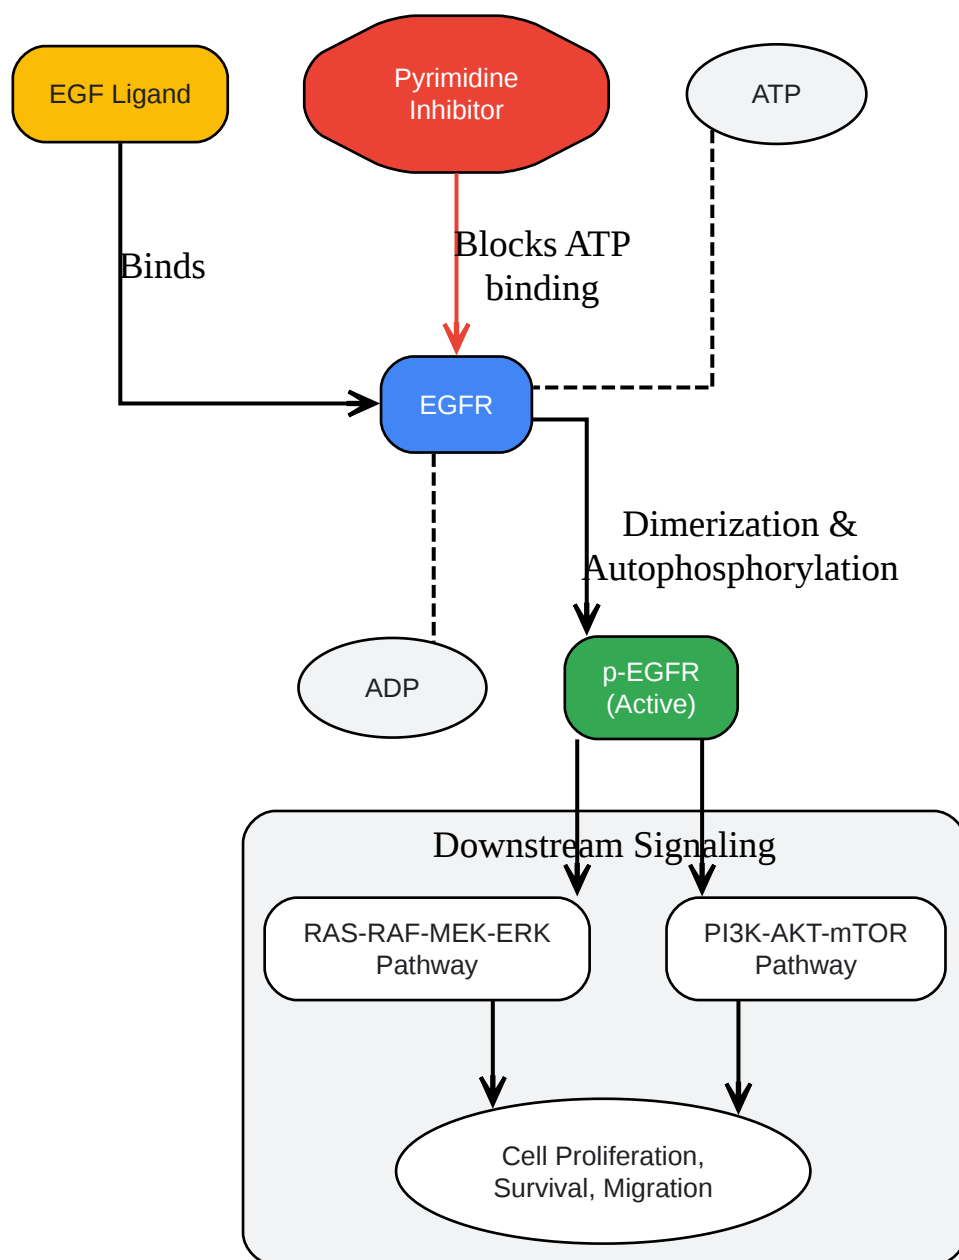 EGF Ligand
Pyrimidine
Inhibitor
ATP
Binds
Blocks ATP
binding
EGFR
Dimerization &
Autophosphorylation
ADP
p-EGFR
(Active)
Downstream Signaling
RAS-RAF-MEK-ERK
Pathway
PI3K-AKT-mTOR
Pathway
Cell Proliferation,
Survival, Migration